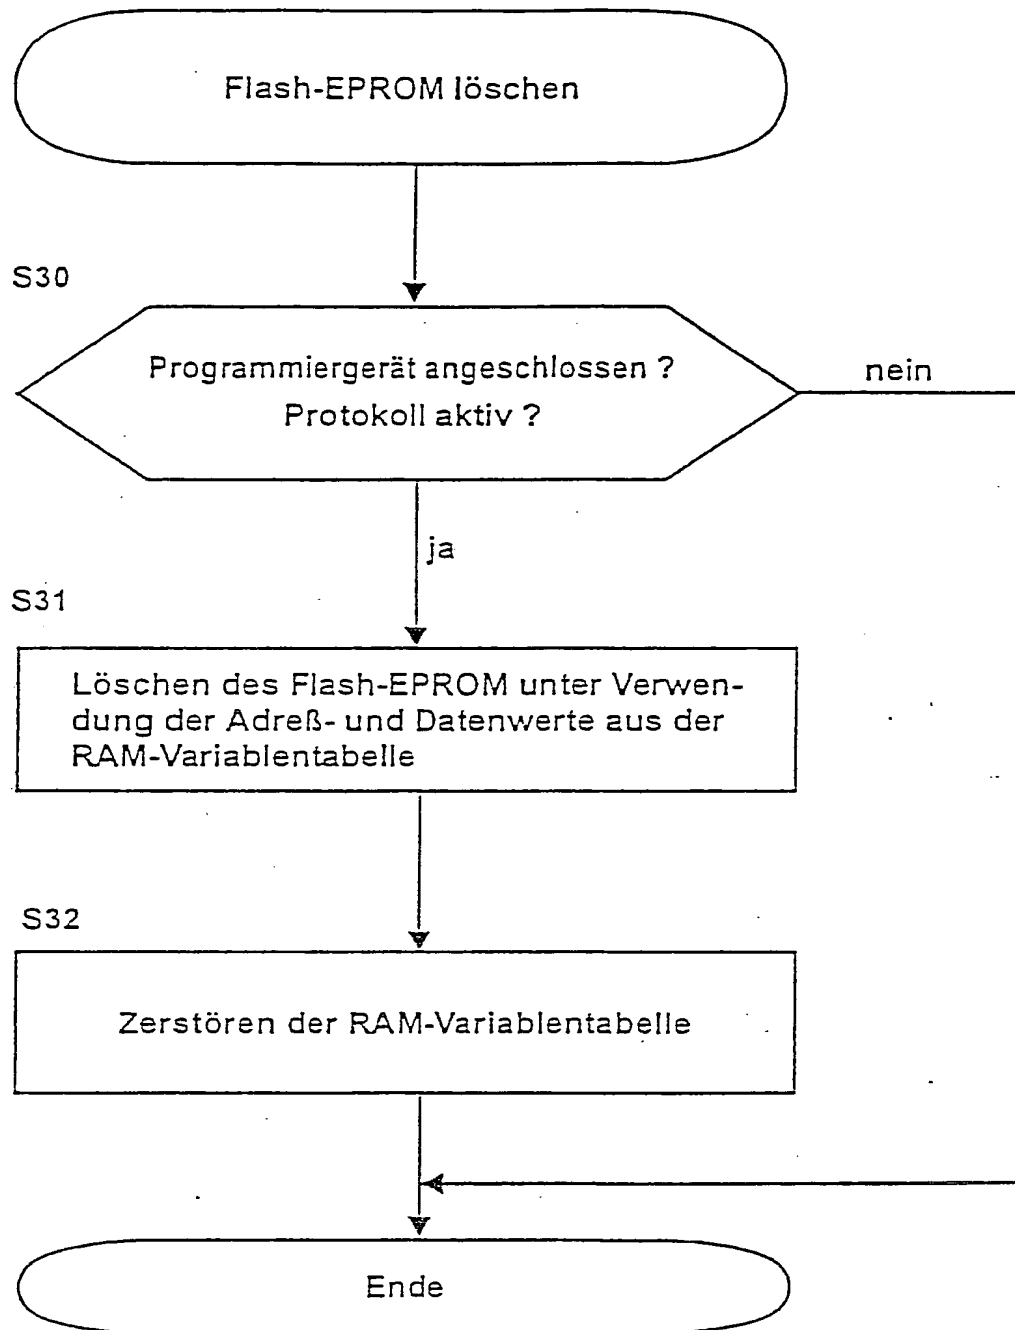 Flash-EPROM löschen
S30
Programmiergerät angeschlossen ?
Protokoll aktiv ?
nein
ja
S31
Löschen des Flash-EPROM unter Verwen-
dung der Adreß- und Datenwerte aus der
RAM-Variablentabelle
S32
Zerstören der RAM-Variablentabelle
Ende